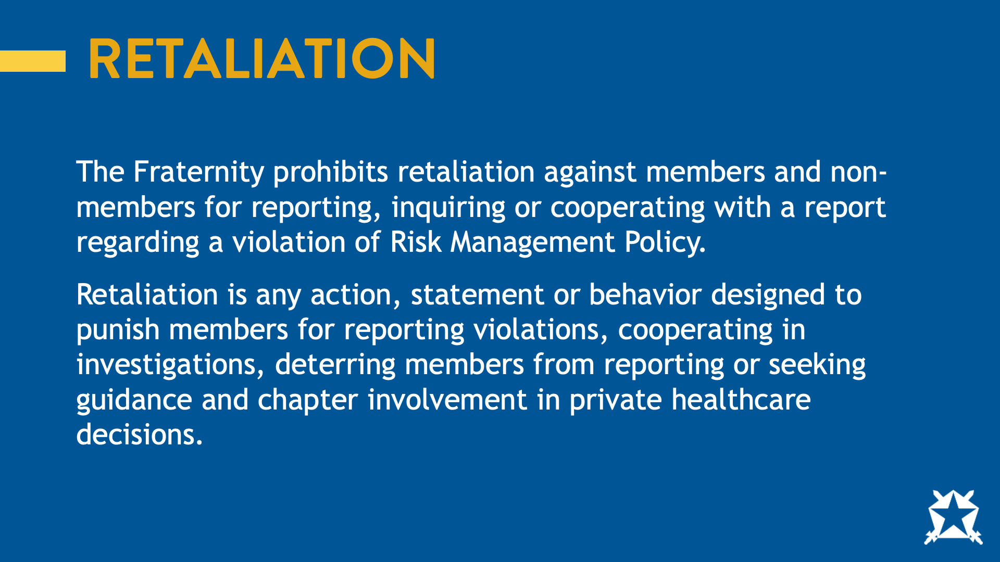 RETALIATION
The Fraternity prohibits retaliation against members and non-
members for reporting, inquiring or cooperating with a report
regarding a violation of Risk Management Policy.
Retaliation is any action, statement or behavior designed to
punish members for reporting violations, cooperating in
investigations, deterring members from reporting or seeking
guidance and chapter involvement in private healthcare
decisions.